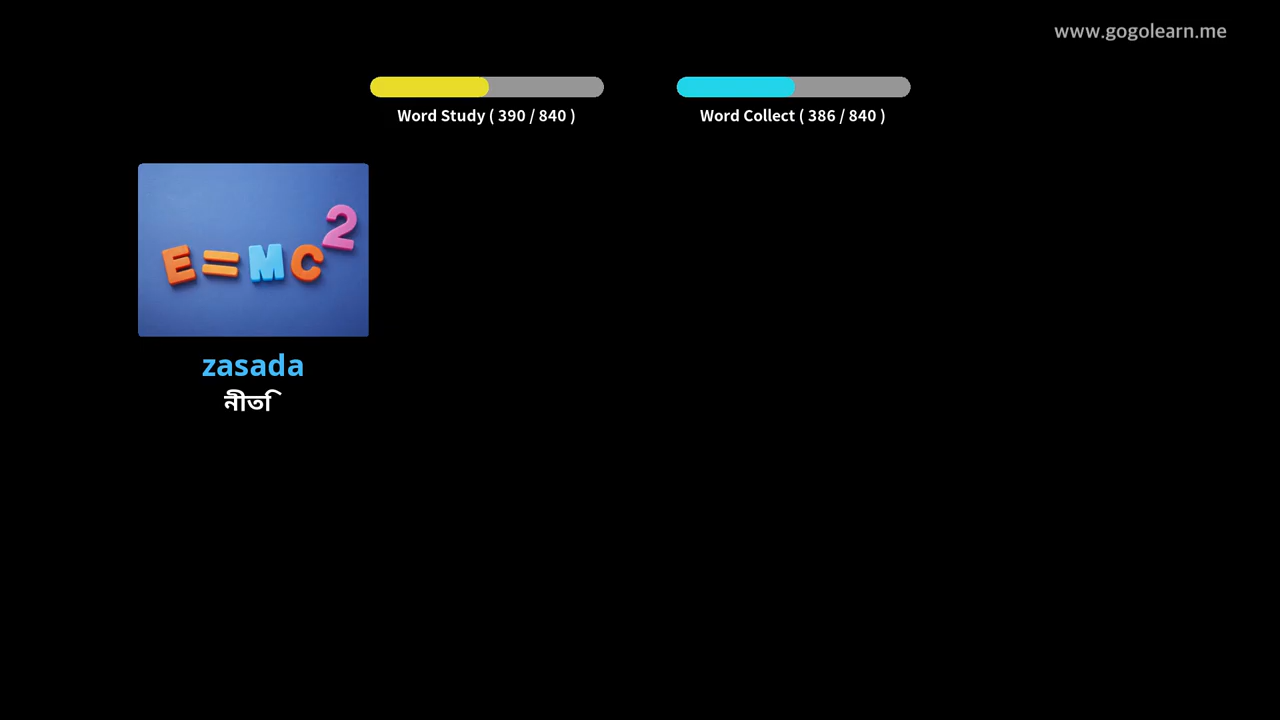 www.gogolearn.me
Word Study ( 390 / 840 )
Word Collect ( 386 / 840 )
E=MC²
zasada
নীতি